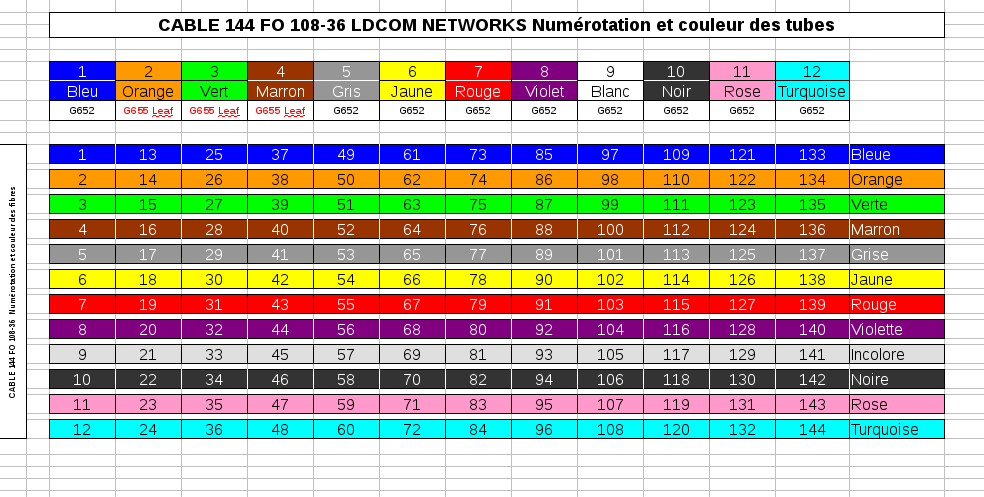 CABLE 144 FO 108-36 LDCOM NETWORKS Numérotation et couleur des tubes
1 2 3 4 5 6 7 8 9 10 11 12
Bleu Orange Vert Marron Gris Jaune Rouge Violet Blanc Noir Rose Turquoise
G652 G655 Leaf G655 Leaf G655 Leaf G652 G652 G652 G652 G652 G652 G652 G652
CABLE 144 FO 108-36 Numérotation et couleur des fibres
1 13 25 37 49 61 73 85 97 109 121 133 Bleue
2 14 26 38 50 62 74 86 98 110 122 134 Orange
3 15 27 39 51 63 75 87 99 111 123 135 Verte
4 16 28 40 52 64 76 88 100 112 124 136 Marron
5 17 29 41 53 65 77 89 101 113 125 137 Grise
6 18 30 42 54 66 78 90 102 114 126 138 Jaune
7 19 31 43 55 67 79 91 103 115 127 139 Rouge
8 20 32 44 56 68 80 92 104 116 128 140 Violette
9 21 33 45 57 69 81 93 105 117 129 141 Incolore
10 22 34 46 58 70 82 94 106 118 130 142 Noire
11 23 35 47 59 71 83 95 107 119 131 143 Rose
12 24 36 48 60 72 84 96 108 120 132 144 Turquoise